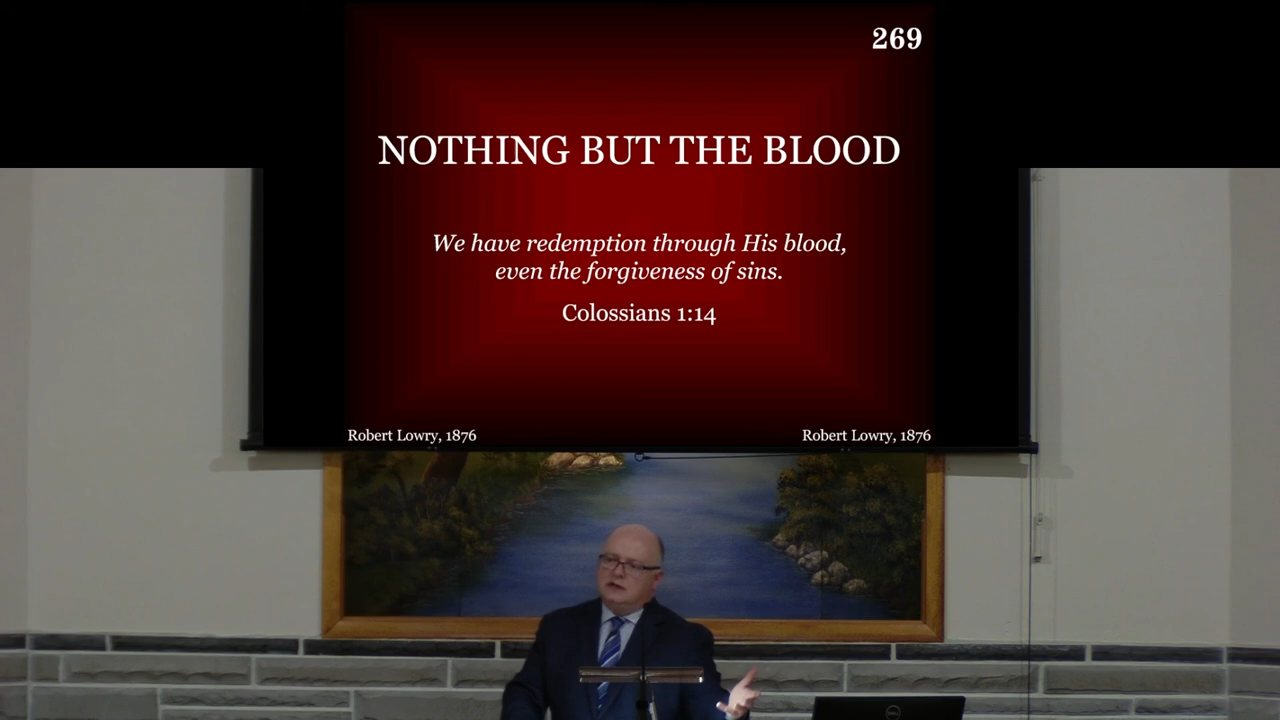 269
NOTHING BUT THE BLOOD
We have redemption through His blood,
even the forgiveness of sins.
Colossians 1:14
Robert Lowry, 1876
Robert Lowry, 1876
DELL